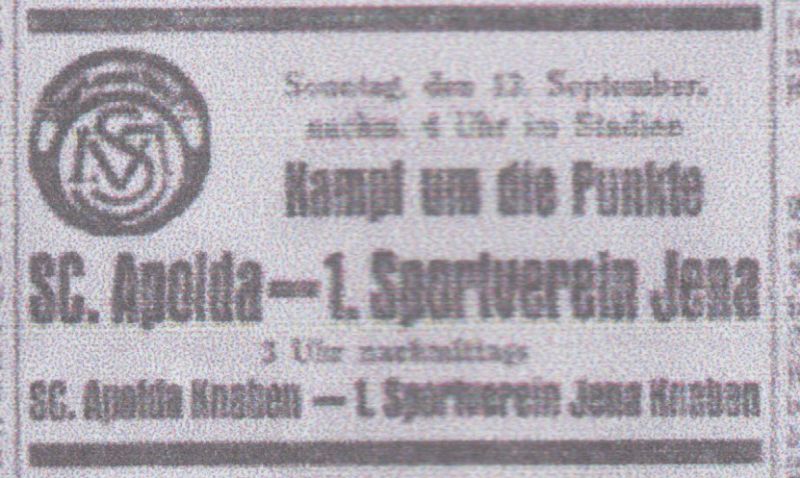 Sonntag, den 13. September,
nachm. 4 Uhr im Stadion
Kampf um die Punkte
SC. Apolda — 1. Sportverein Jena
3 Uhr nachmittags
SC. Apolda Knaben — 1. Sportverein Jena Knaben